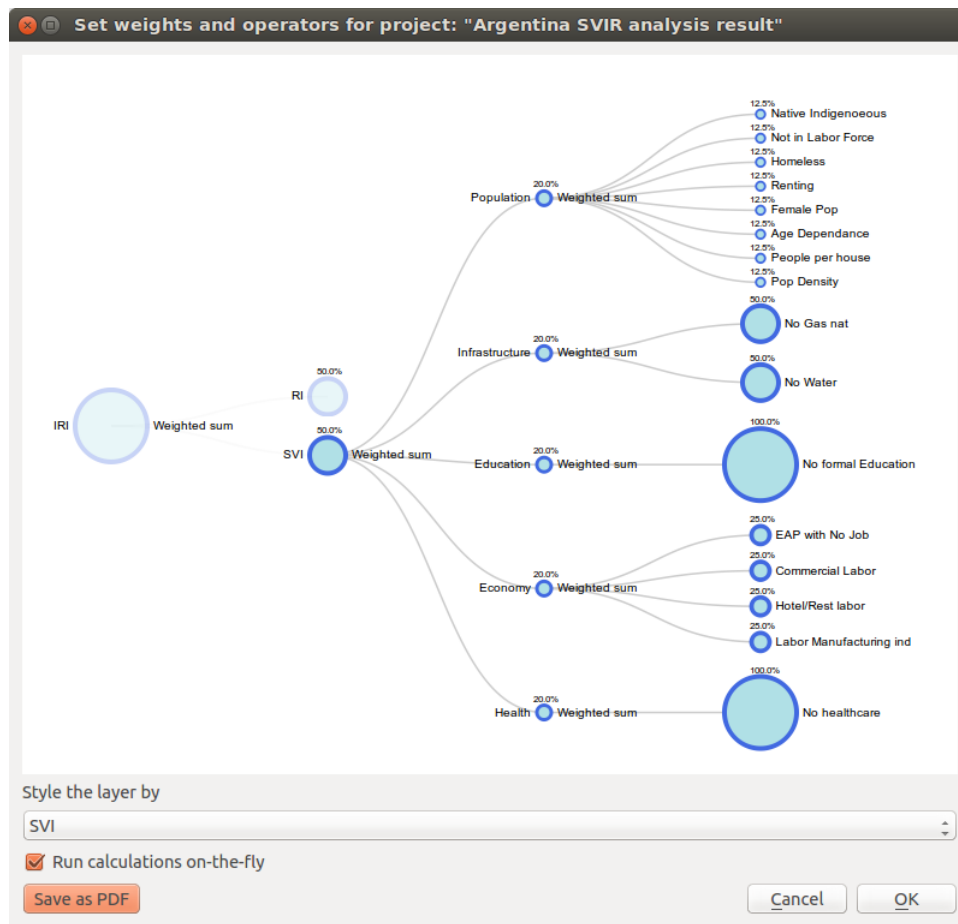 Set weights and operators for project: "Argentina SVIR analysis result"
12.5%
Native Indigenoeous
12.5%
Not in Labor Force
12.5%
Homeless
12.5%
Renting
12.5%
Female Pop
12.5%
Age Dependance
12.5%
People per house
12.5%
Pop Density
20.0%
Population Weighted sum
50.0%
No Gas nat
50.0%
No Water
20.0%
Infrastructure Weighted sum
50.0%
RI
IRI Weighted sum
50.0%
SVI Weighted sum
100.0%
No formal Education
20.0%
Education Weighted sum
25.0%
EAP with No Job
25.0%
Commercial Labor
25.0%
Hotel/Rest labor
25.0%
Labor Manufacturing ind
20.0%
Economy Weighted sum
100.0%
No healthcare
20.0%
Health Weighted sum
Style the layer by
SVI
Run calculations on-the-fly
Save as PDF
Cancel
OK